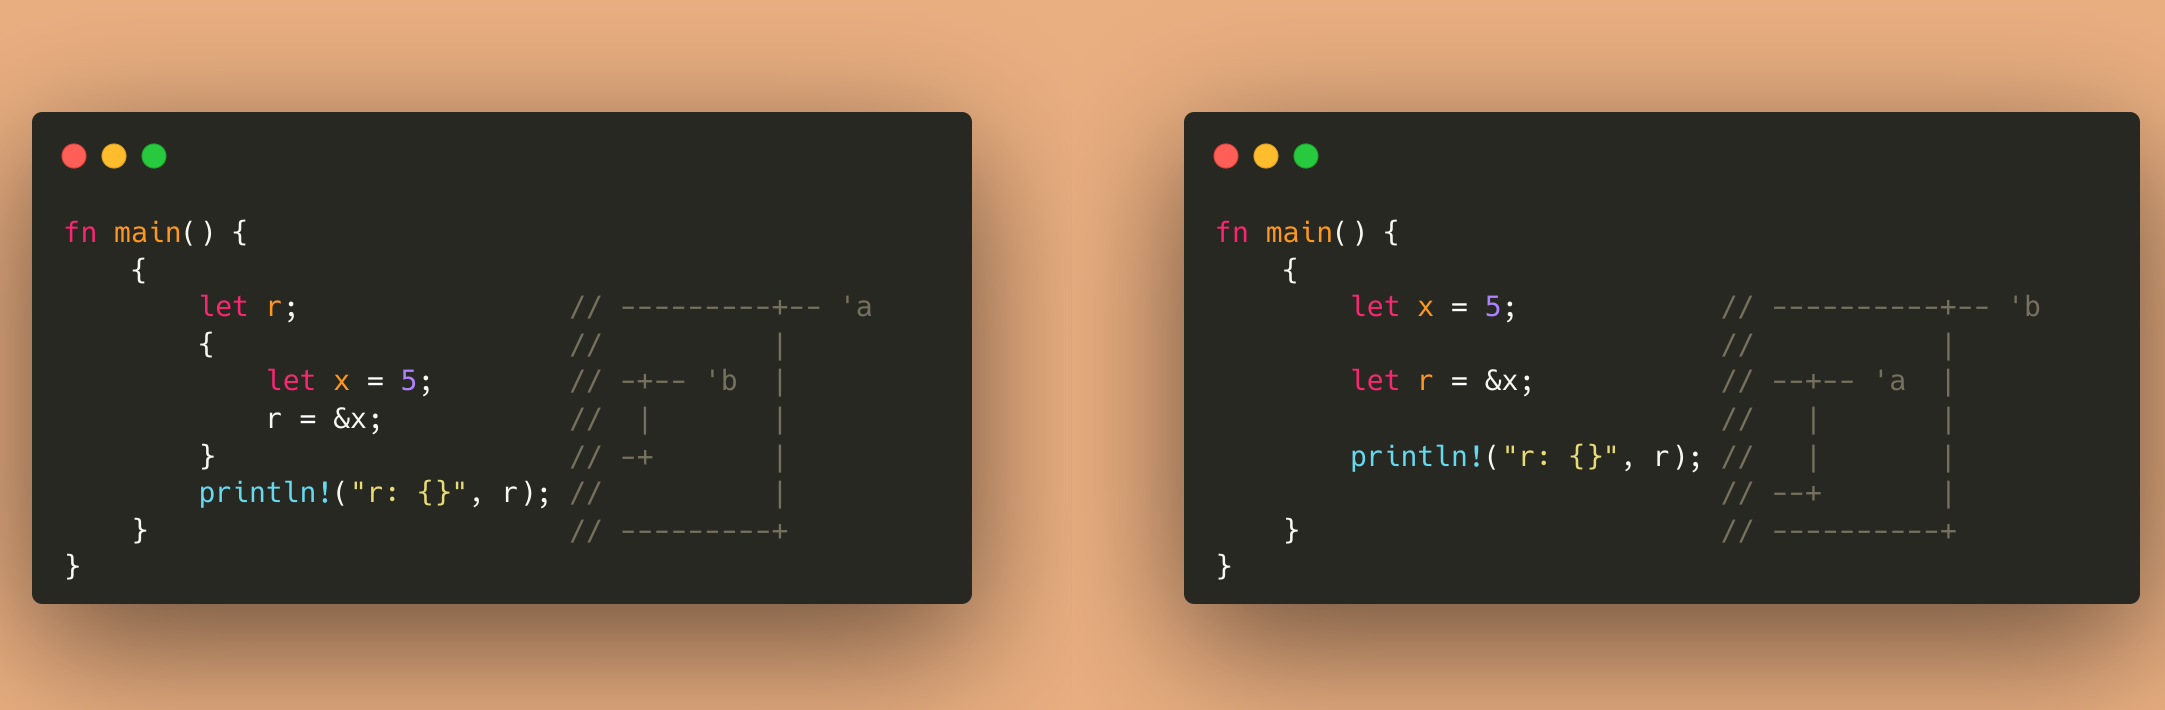 fn main() {
    {
        let r;                // ---------+-- 'a
        {                     //          |
            let x = 5;        // -+-- 'b  |
            r = &x;           //  |       |
        }                     // -+       |
        println!("r: {}", r); //          |
    }                         // ---------+
}
fn main() {
    {
        let x = 5;            // ----------+-- 'b
                              //           |
        let r = &x;           // --+-- 'a  |
                              //   |       |
        println!("r: {}", r); //   |       |
                              // --+       |
    }                         // ----------+
}